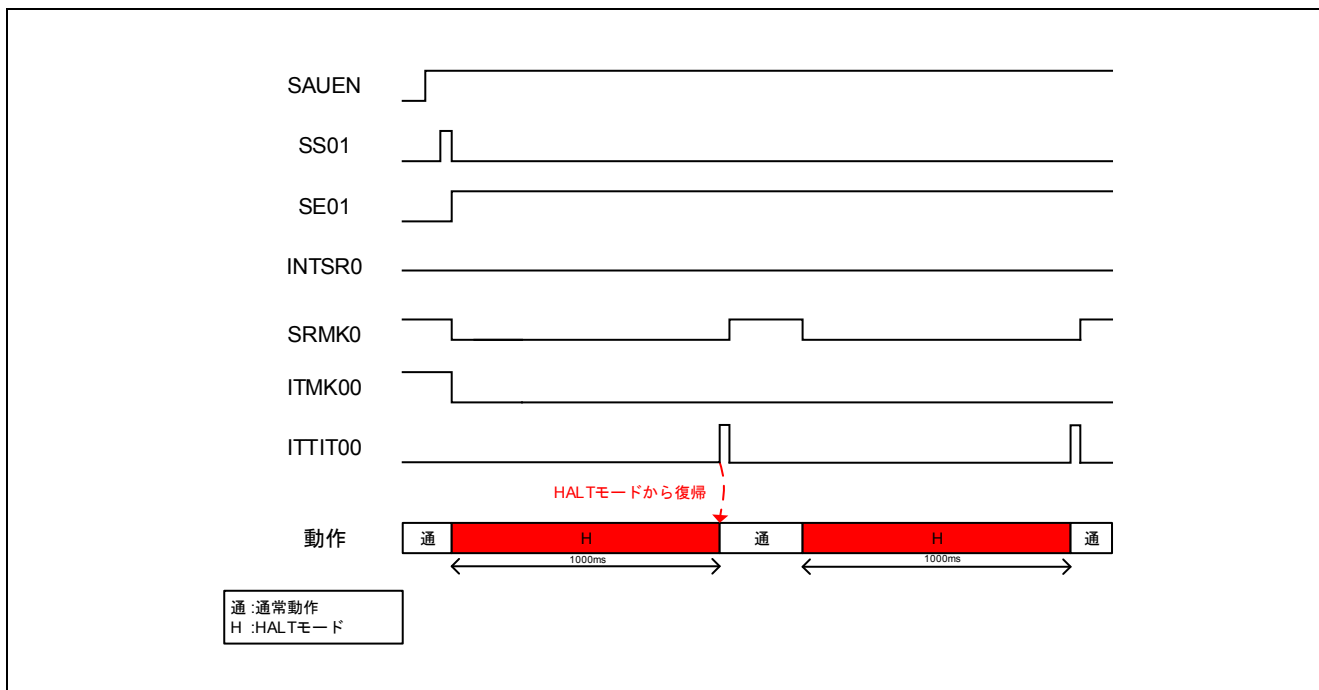 SAUEN
SS01
SE01
INTSR0
SRMK0
ITMK00
ITTIT00
HALTモードから復帰
動作
通
H
通
H
通
1000ms
1000ms
通 :通常動作
H :HALTモード